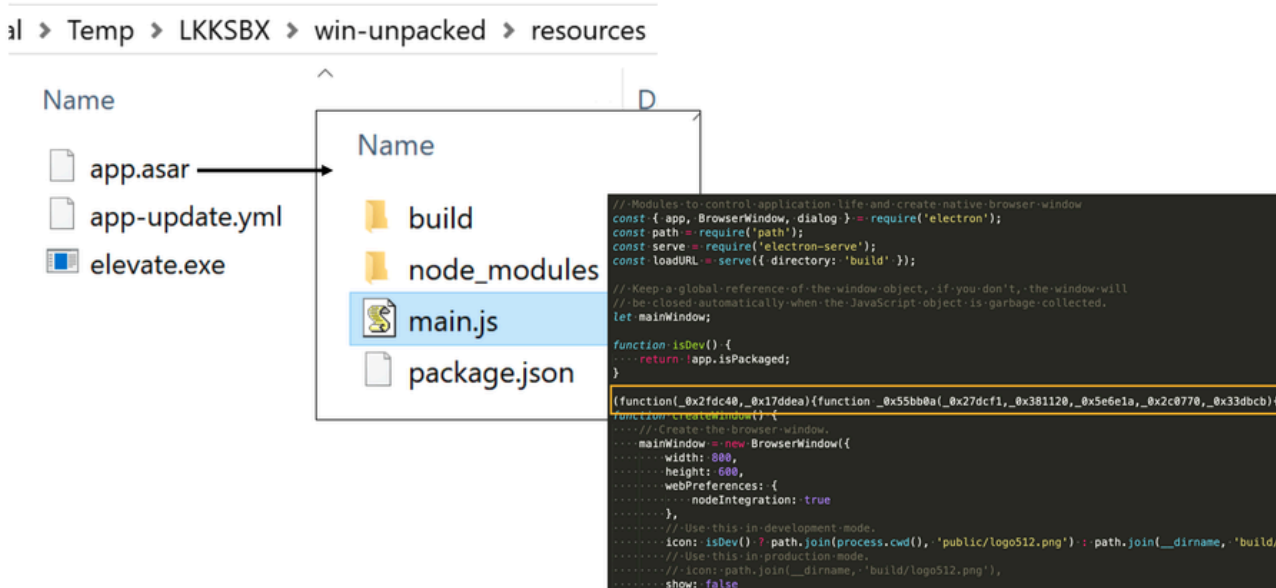 al > Temp > LKKSBX > win-unpacked > resources
Name
D
app.asar
app-update.yml
elevate.exe
Name
build
node_modules
main.js
package.json
//·Modules·to·control·application·life·and·create·native·browser·window
const·{·app,·BrowserWindow,·dialog·}·=·require('electron');
const·path·=·require('path');
const·serve·=·require('electron-serve');
const·loadURL·=·serve({·directory:·'build'·});
//·Keep·a·global·reference·of·the·window·object,·if·you·don't,·the·window·will
//·be·closed·automatically·when·the·JavaScript·object·is·garbage·collected.
let·mainWindow;
function·isDev()·{
····return·!app.isPackaged;
}
(function(_0x2fdc40,_0x17ddea){function·_0x55bb0a(_0x27dcf1,_0x381120,_0x5e6e1a,_0x2c0770,_0x33dbcb){
function·createWindow()·{
····//·Create·the·browser·window.
····mainWindow·=·new·BrowserWindow({
········width:·800,
········height:·600,
········webPreferences:·{
············nodeIntegration:·true
········},
········//·Use·this·in·development·mode.
········icon:·isDev()·?·path.join(process.cwd(),·'public/logo512.png')·:·path.join(__dirname,·'build/
········//·Use·this·in·production·mode.
········//·icon:·path.join(__dirname,·'build/logo512.png'),
········show:·false